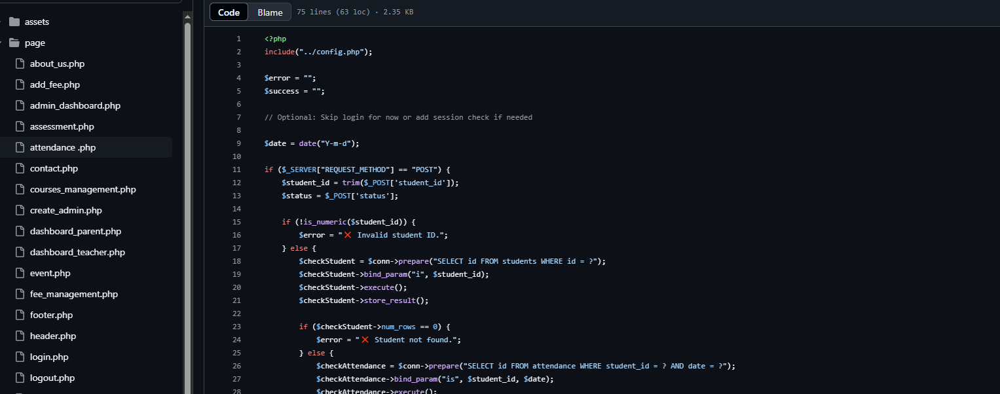 assets
page
about_us.php
add_fee.php
admin_dashboard.php
assessment.php
attendance .php
contact.php
courses_management.php
create_admin.php
dashboard_parent.php
dashboard_teacher.php
event.php
fee_management.php
footer.php
header.php
login.php
logout.php
Code Blame 75 lines (63 loc) · 2.35 KB
1 <?php
2 include("../config.php");
3
4 $error = "";
5 $success = "";
6
7 // Optional: Skip login for now or add session check if needed
8
9 $date = date("Y-m-d");
10
11 if ($_SERVER["REQUEST_METHOD"] == "POST") {
12     $student_id = trim($_POST['student_id']);
13     $status = $_POST['status'];
14
15     if (!is_numeric($student_id)) {
16         $error = "❌ Invalid student ID.";
17     } else {
18         $checkStudent = $conn->prepare("SELECT id FROM students WHERE id = ?");
19         $checkStudent->bind_param("i", $student_id);
20         $checkStudent->execute();
21         $checkStudent->store_result();
22
23         if ($checkStudent->num_rows == 0) {
24             $error = "❌ Student not found.";
25         } else {
26             $checkAttendance = $conn->prepare("SELECT id FROM attendance WHERE student_id = ? AND date = ?");
27             $checkAttendance->bind_param("is", $student_id, $date);
28             $checkAttendance->execute();